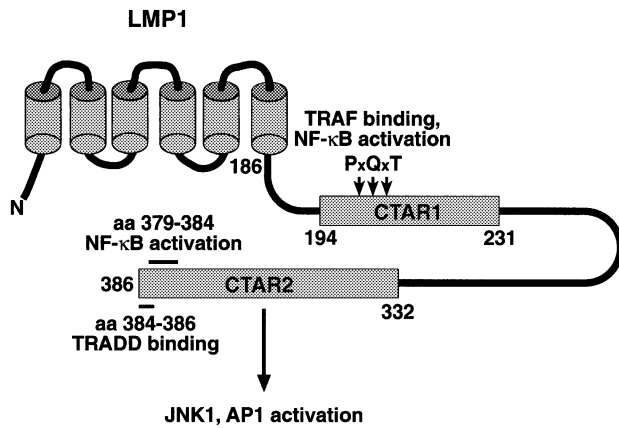 LMP1
TRAF binding,
NF-κB activation
PxQxT
186
N
CTAR1
194
231
aa 379-384
NF-κB activation
386
CTAR2
332
aa 384-386
TRADD binding
JNK1, AP1 activation